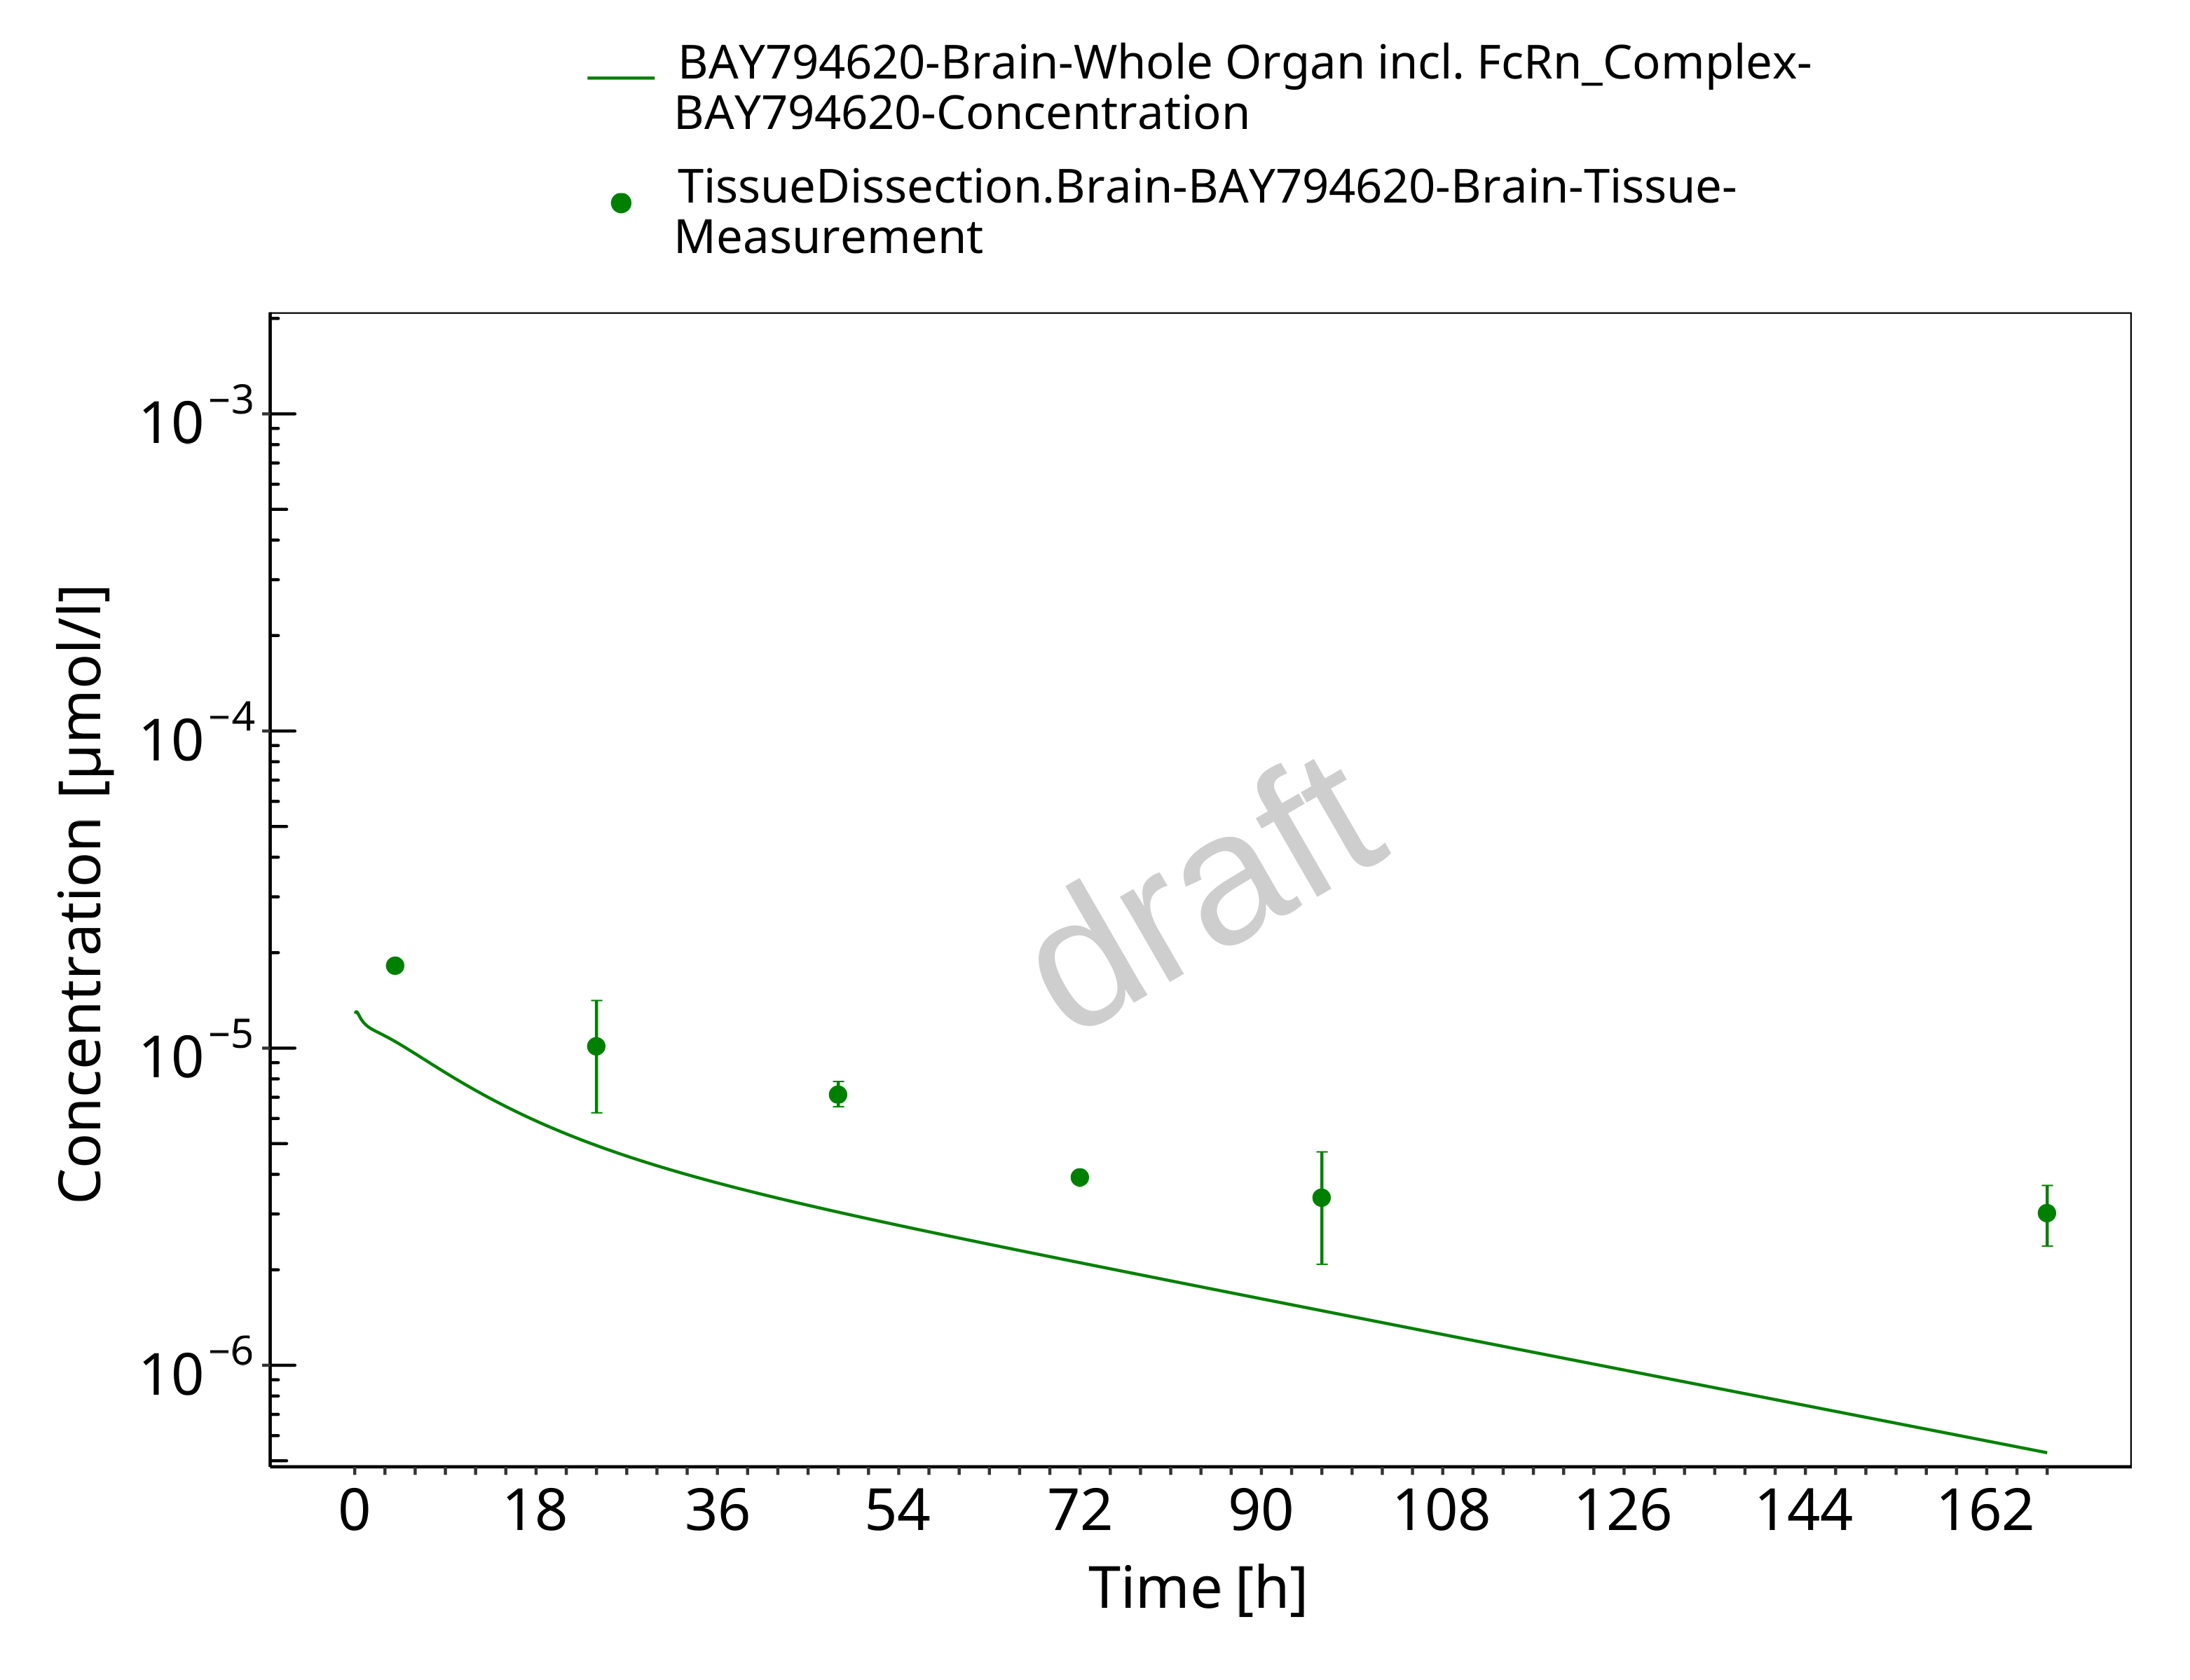 BAY794620-Brain-Whole Organ incl. FcRn_Complex-
BAY794620-Concentration
TissueDissection.Brain-BAY794620-Brain-Tissue-
Measurement
10⁻³
10⁻⁴
10⁻⁵
10⁻⁶
Concentration [µmol/l]
draft
0 18 36 54 72 90 108 126 144 162
Time [h]